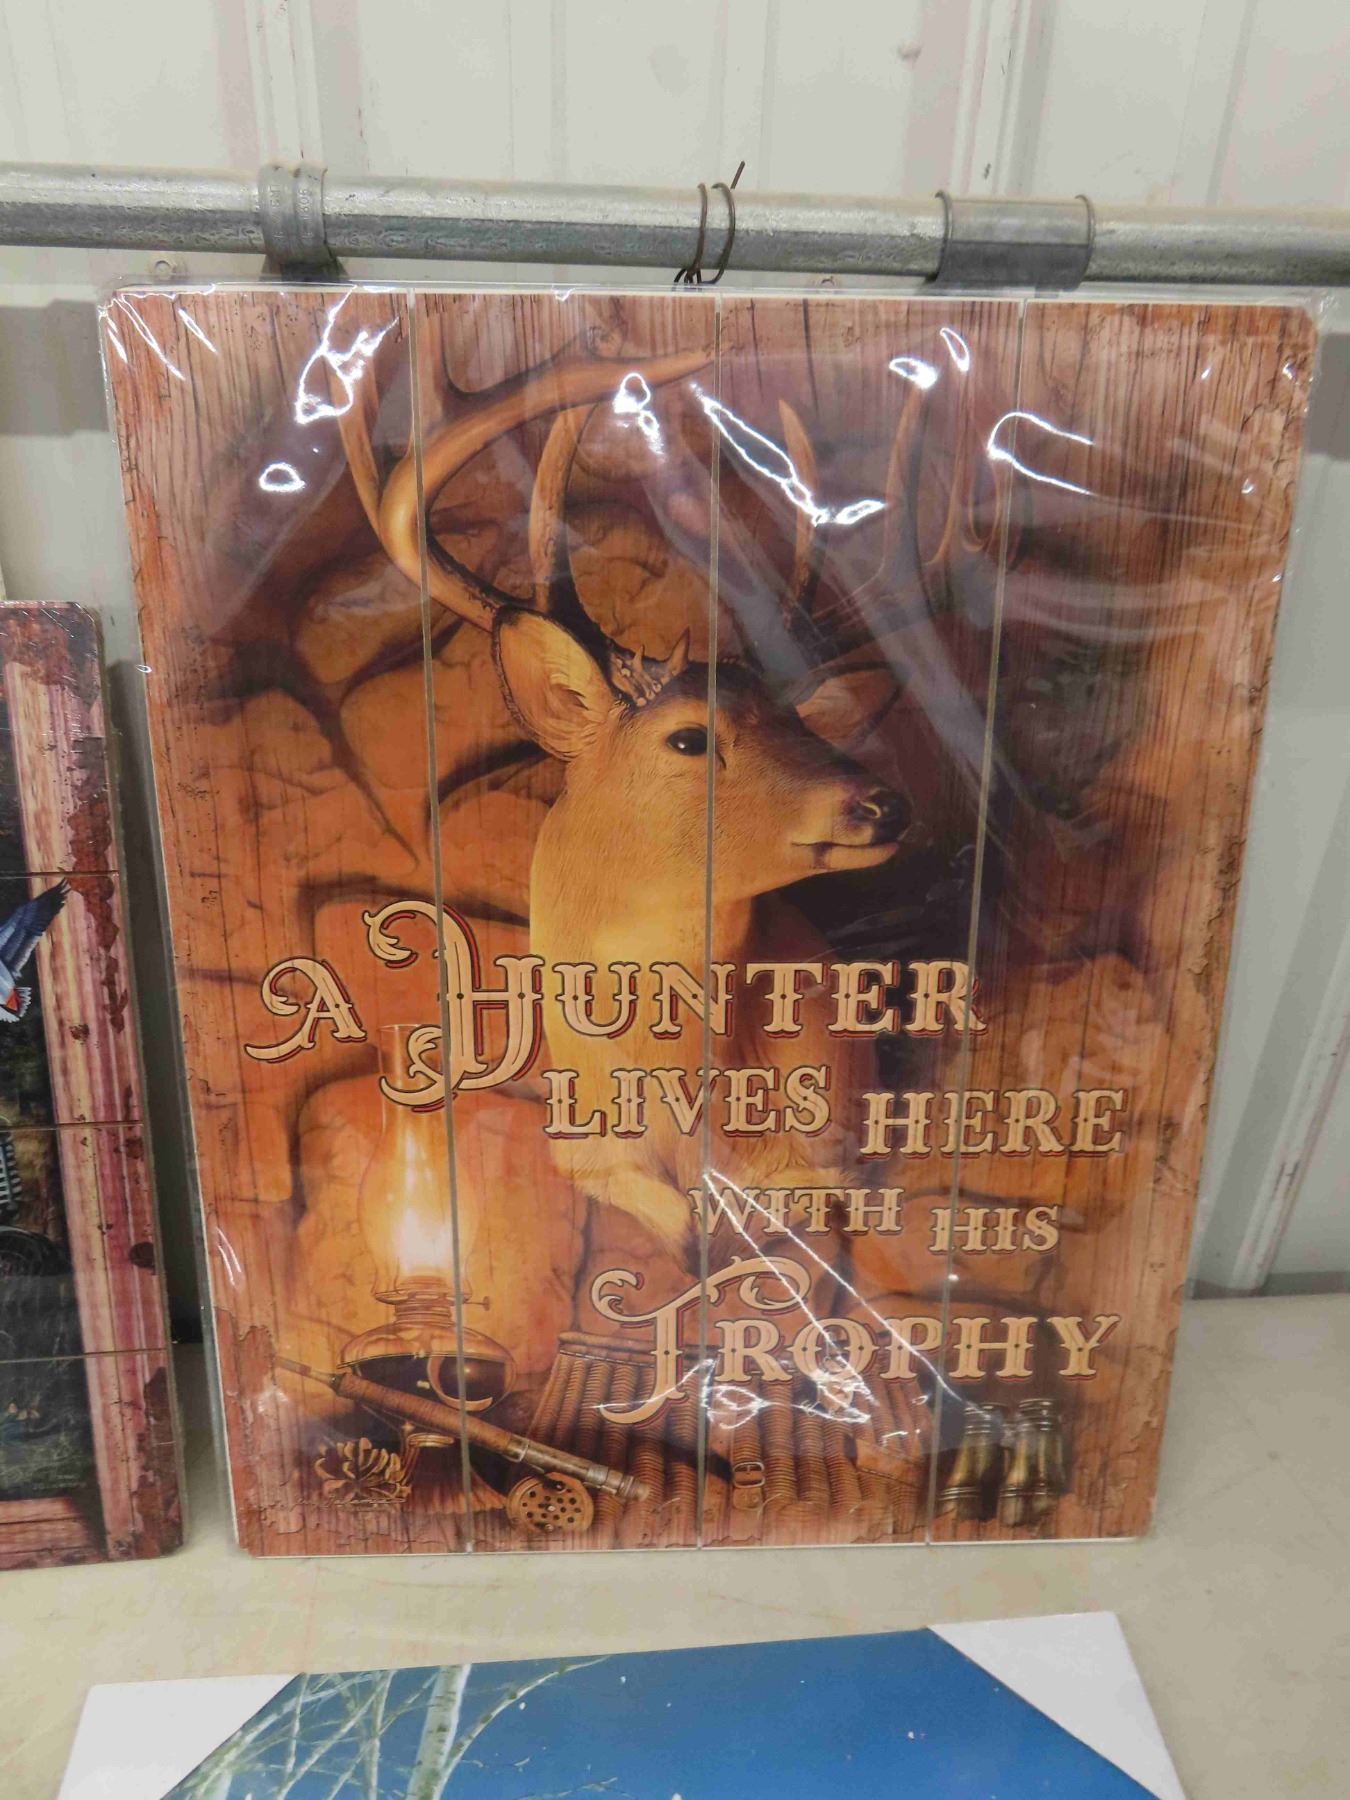 A HUNTER
LIVES HERE
WITH HIS
TROPHY